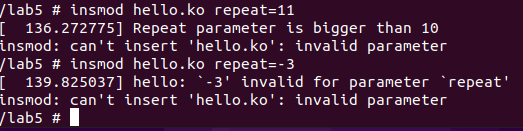 /lab5 # insmod hello.ko repeat=11
[  136.272775] Repeat parameter is bigger than 10
insmod: can't insert 'hello.ko': invalid parameter
/lab5 # insmod hello.ko repeat=-3
[  139.825037] hello: `-3' invalid for parameter `repeat'
insmod: can't insert 'hello.ko': invalid parameter
/lab5 #